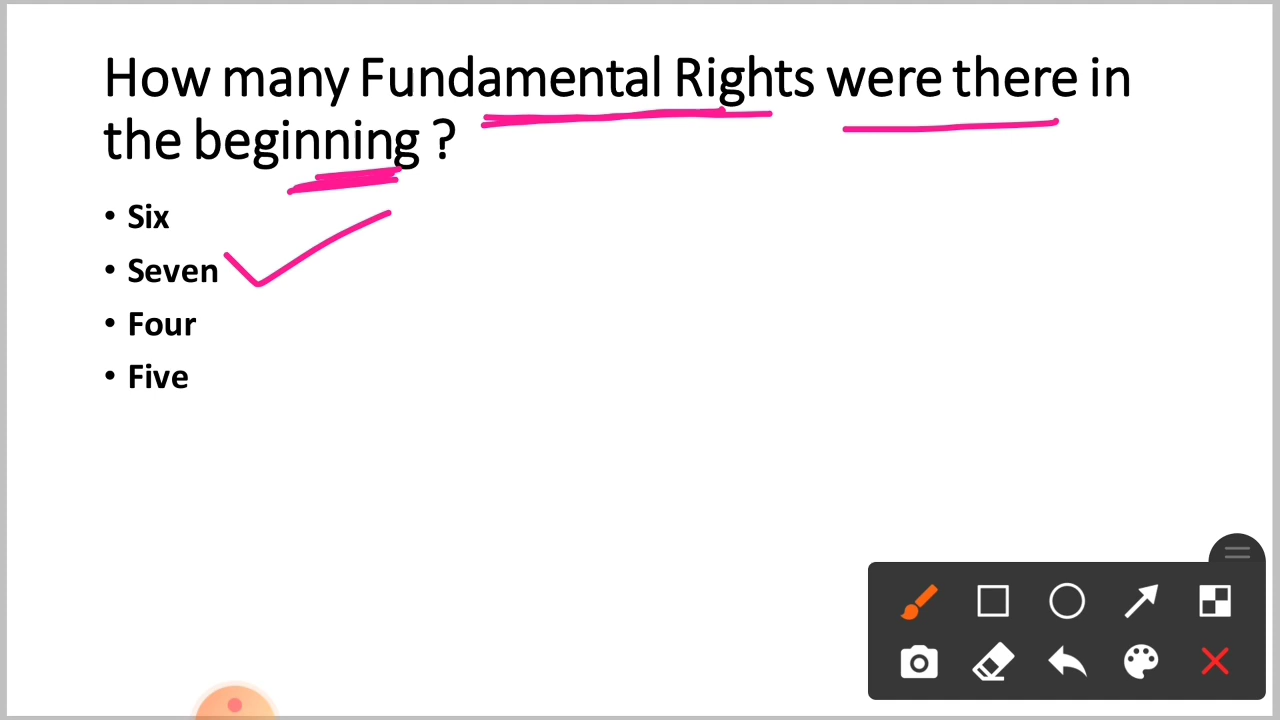 How many Fundamental Rights were there in
the beginning ?
• Six
• Seven
• Four
• Five